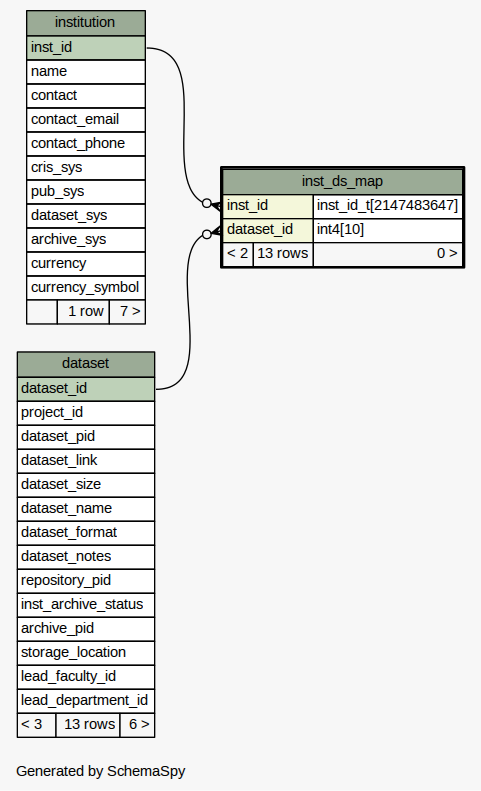 institution
inst_id
name
contact
contact_email
contact_phone
cris_sys
pub_sys
dataset_sys
archive_sys
currency
currency_symbol
1 row 7 >
inst_ds_map
inst_id inst_id_t[2147483647]
dataset_id int4[10]
< 2 13 rows 0 >
dataset
dataset_id
project_id
dataset_pid
dataset_link
dataset_size
dataset_name
dataset_format
dataset_notes
repository_pid
inst_archive_status
archive_pid
storage_location
lead_faculty_id
lead_department_id
< 3 13 rows 6 >
Generated by SchemaSpy